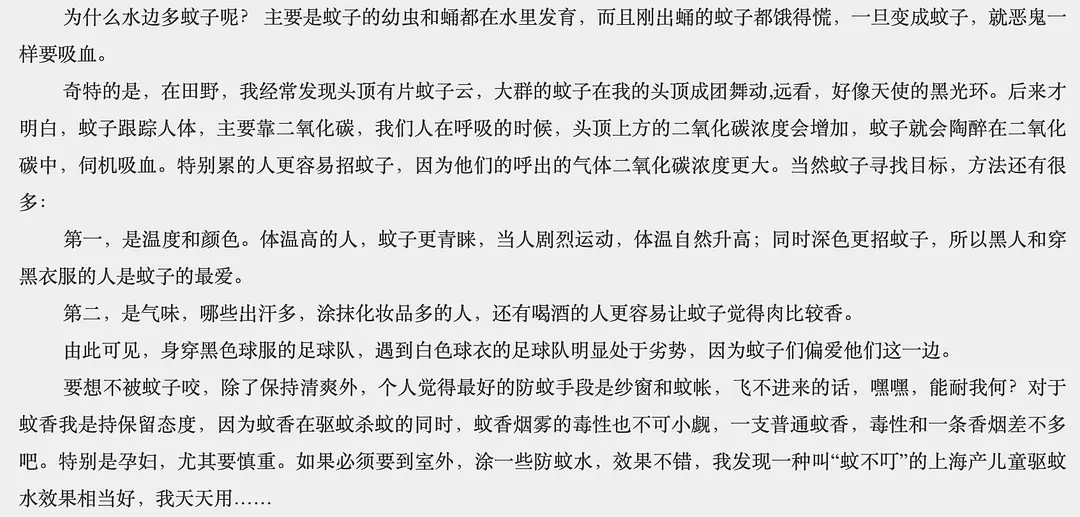 为什么水边多蚊子呢？ 主要是蚊子的幼虫和蛹都在水里发育，而且刚出蛹的蚊子都饿得慌，一旦变成蚊子，就恶鬼一
样要吸血。
奇特的是，在田野，我经常发现头顶有片蚊子云，大群的蚊子在我的头顶成团舞动,远看，好像天使的黑光环。后来才
明白，蚊子跟踪人体，主要靠二氧化碳，我们人在呼吸的时候，头顶上方的二氧化碳浓度会增加，蚊子就会陶醉在二氧化
碳中，伺机吸血。特别累的人更容易招蚊子，因为他们的呼出的气体二氧化碳浓度更大。当然蚊子寻找目标，方法还有很
多：
第一，是温度和颜色。体温高的人，蚊子更青睐，当人剧烈运动，体温自然升高；同时深色更招蚊子，所以黑人和穿
黑衣服的人是蚊子的最爱。
第二，是气味，哪些出汗多，涂抹化妆品多的人，还有喝酒的人更容易让蚊子觉得肉比较香。
由此可见，身穿黑色球服的足球队，遇到白色球衣的足球队明显处于劣势，因为蚊子们偏爱他们这一边。
要想不被蚊子咬，除了保持清爽外，个人觉得最好的防蚊手段是纱窗和蚊帐，飞不进来的话，嘿嘿，能耐我何？对于
蚊香我是持保留态度，因为蚊香在驱蚊杀蚊的同时，蚊香烟雾的毒性也不可小觑，一支普通蚊香，毒性和一条香烟差不多
吧。特别是孕妇，尤其要慎重。如果必须要到室外，涂一些防蚊水，效果不错，我发现一种叫“蚊不叮”的上海产儿童驱蚊
水效果相当好，我天天用……